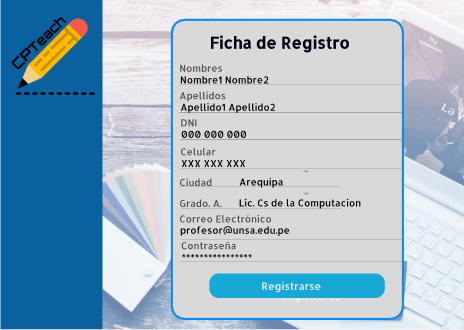 CPTeach
Ficha de Registro
Nombres
Nombre1 Nombre2
Apellidos
Apellido1 Apellido2
DNI
000 000 000
Celular
XXX XXX XXX
Ciudad Arequipa
Grado. A. Lic. Cs de la Computacion
Correo Electrónico
profesor@unsa.edu.pe
Contraseña
****************
Registrarse
Registrarse